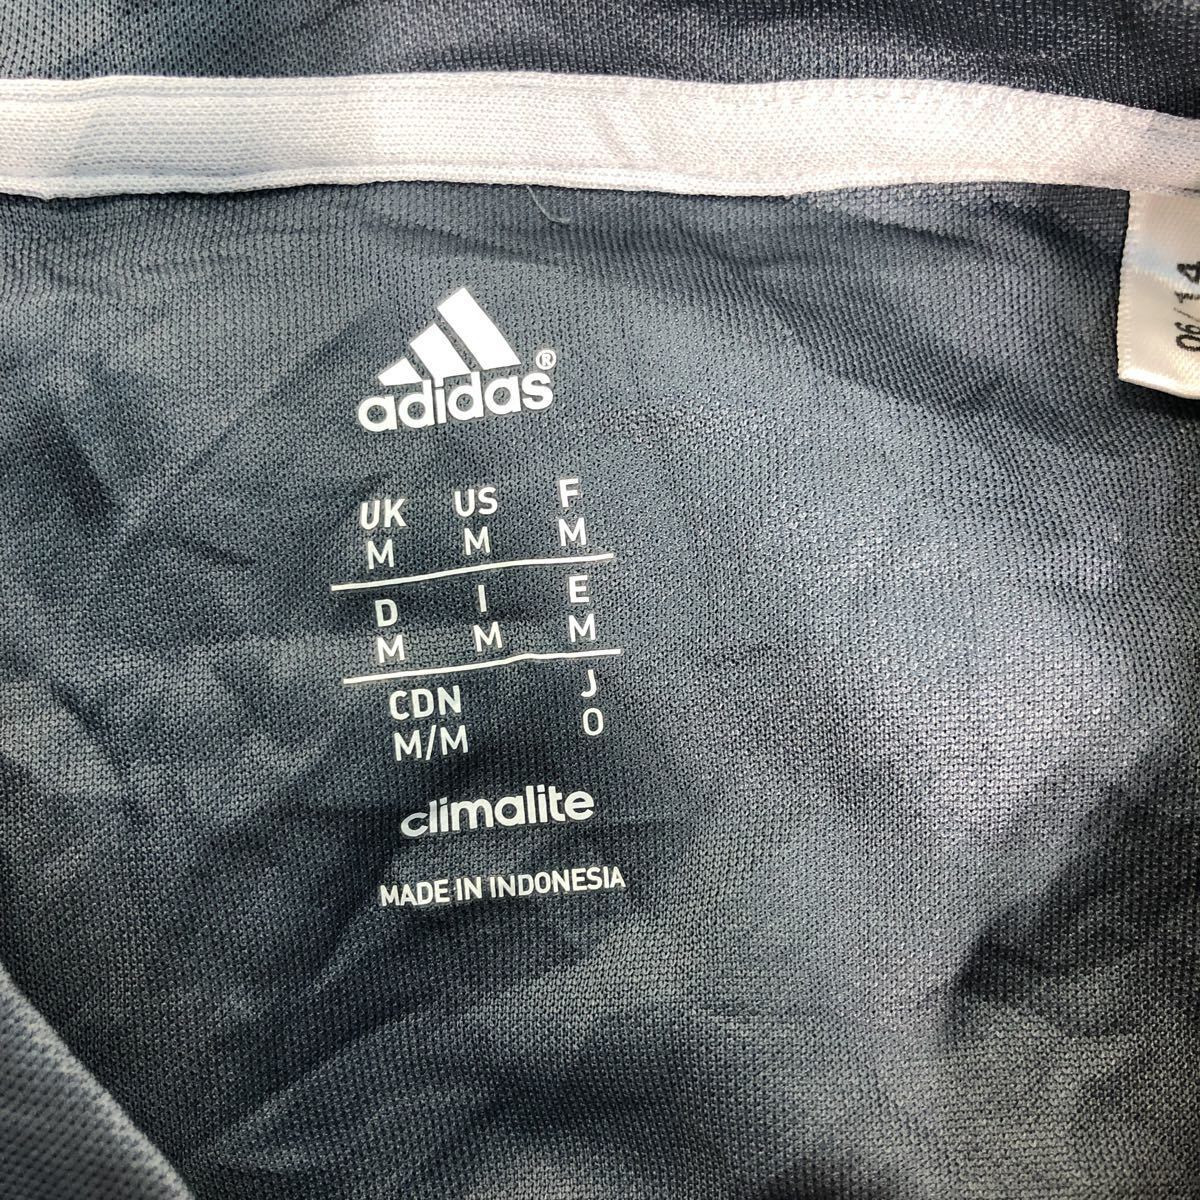 adidas®
UK US F
M M M
D I E
M M M
CDN J
M/M O
climalite
MADE IN INDONESIA
06/14